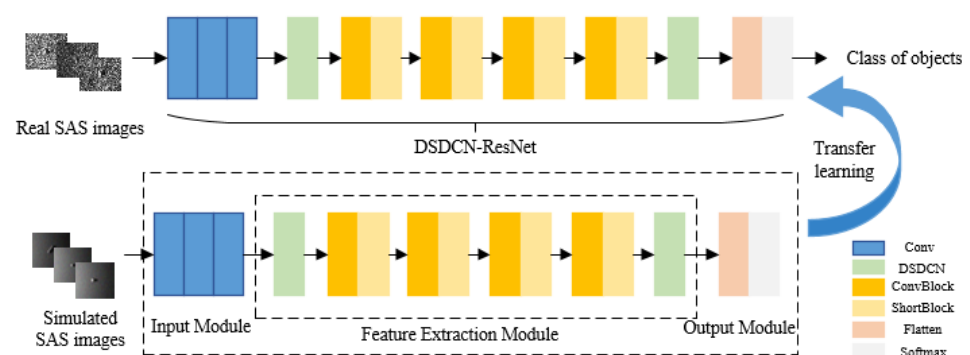 Real SAS images
Class of objects
DSDCN-ResNet
Transfer
learning
Simulated
SAS images
Input Module
Feature Extraction Module
Output Module
Conv
DSDCN
ConvBlock
ShortBlock
Flatten
Softmax